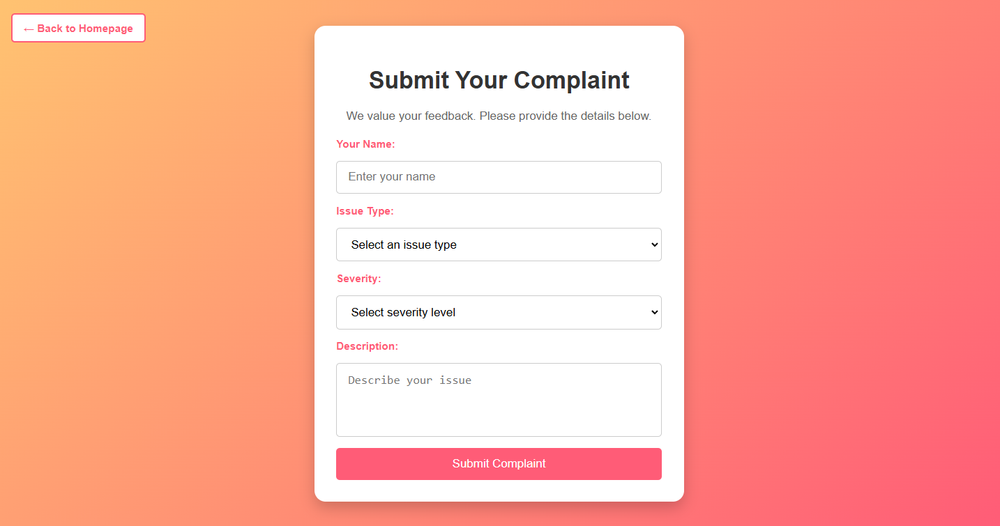 ← Back to Homepage
Submit Your Complaint
We value your feedback. Please provide the details below.
Your Name:
Enter your name
Issue Type:
Select an issue type
Severity:
Select severity level
Description:
Describe your issue
Submit Complaint